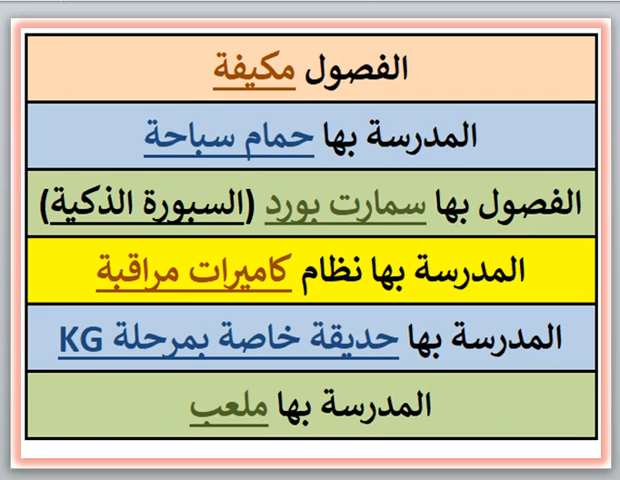 الفصول مكيفة
المدرسة بها حمام سباحة
الفصول بها سمارت بورد (السبورة الذكية)
المدرسة بها نظام كاميرات مراقبة
المدرسة بها حديقة خاصة بمرحلة KG
المدرسة بها ملعب